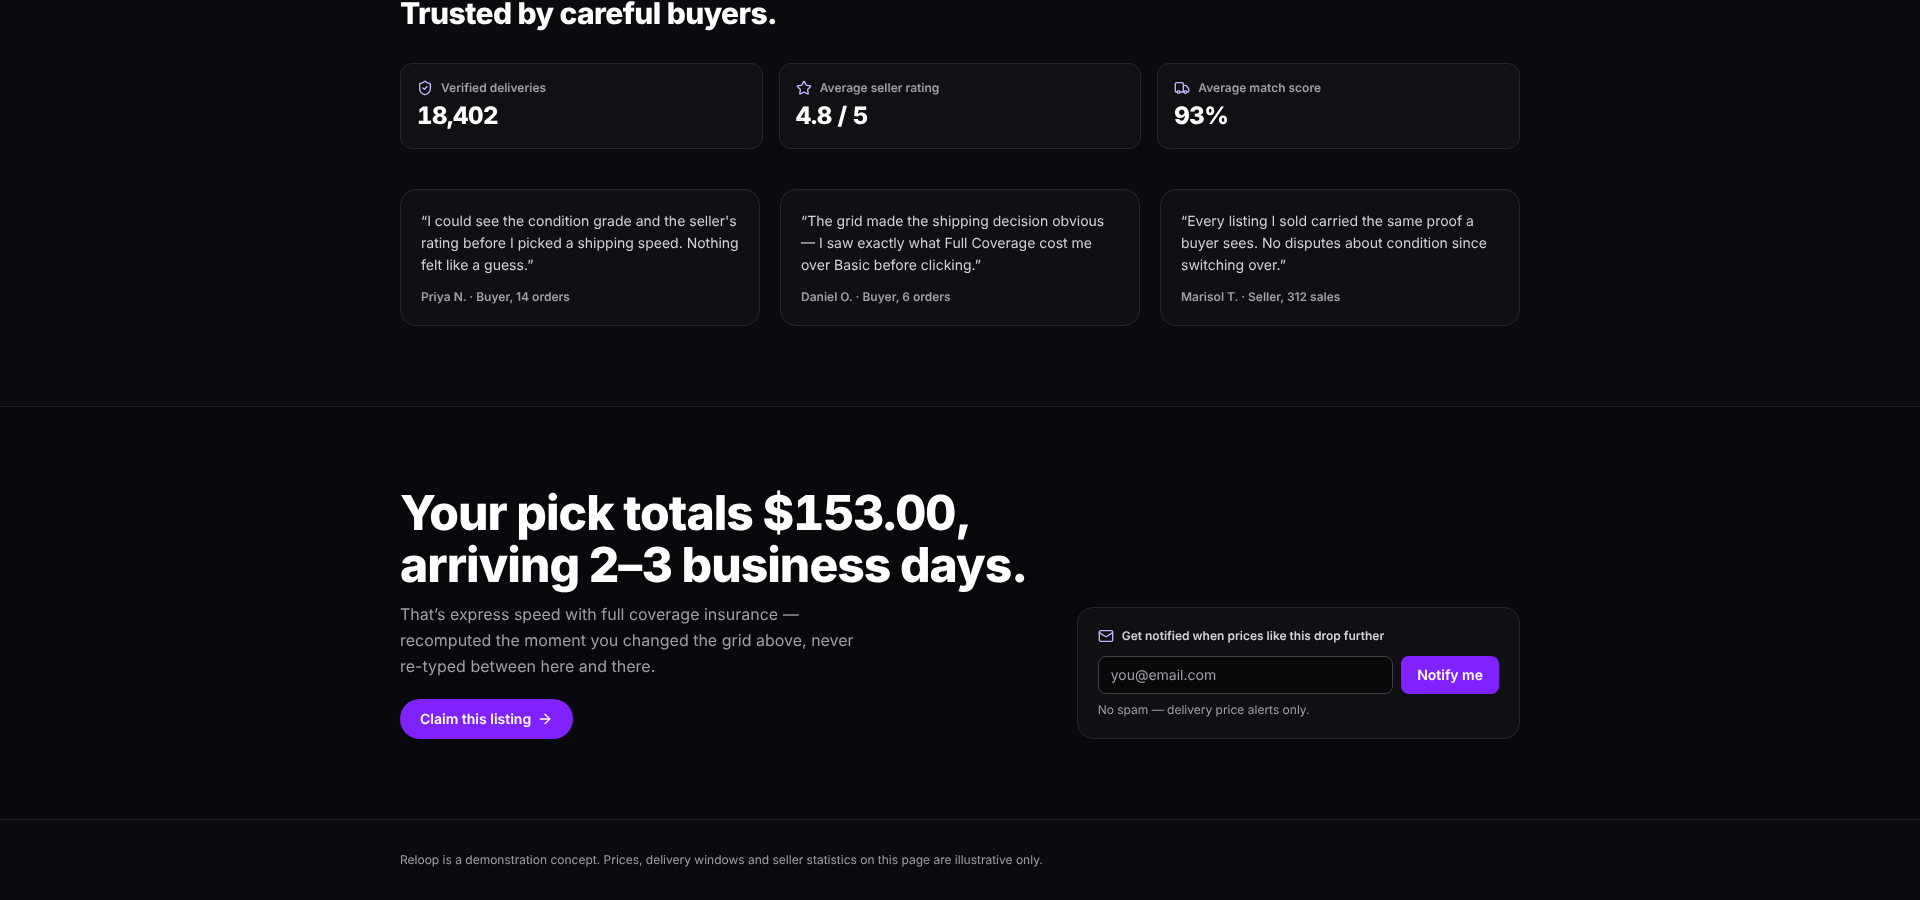 Trusted by careful buyers.
Verified deliveries
18,402
Average seller rating
4.8 / 5
Average match score
93%
“I could see the condition grade and the seller's
rating before I picked a shipping speed. Nothing
felt like a guess.”
Priya N. · Buyer, 14 orders
“The grid made the shipping decision obvious
— I saw exactly what Full Coverage cost me
over Basic before clicking.”
Daniel O. · Buyer, 6 orders
“Every listing I sold carried the same proof a
buyer sees. No disputes about condition since
switching over.”
Marisol T. · Seller, 312 sales
Your pick totals $153.00,
arriving 2–3 business days.
That’s express speed with full coverage insurance —
recomputed the moment you changed the grid above, never
re-typed between here and there.
Claim this listing →
Get notified when prices like this drop further
you@email.com
Notify me
No spam — delivery price alerts only.
Reloop is a demonstration concept. Prices, delivery windows and seller statistics on this page are illustrative only.